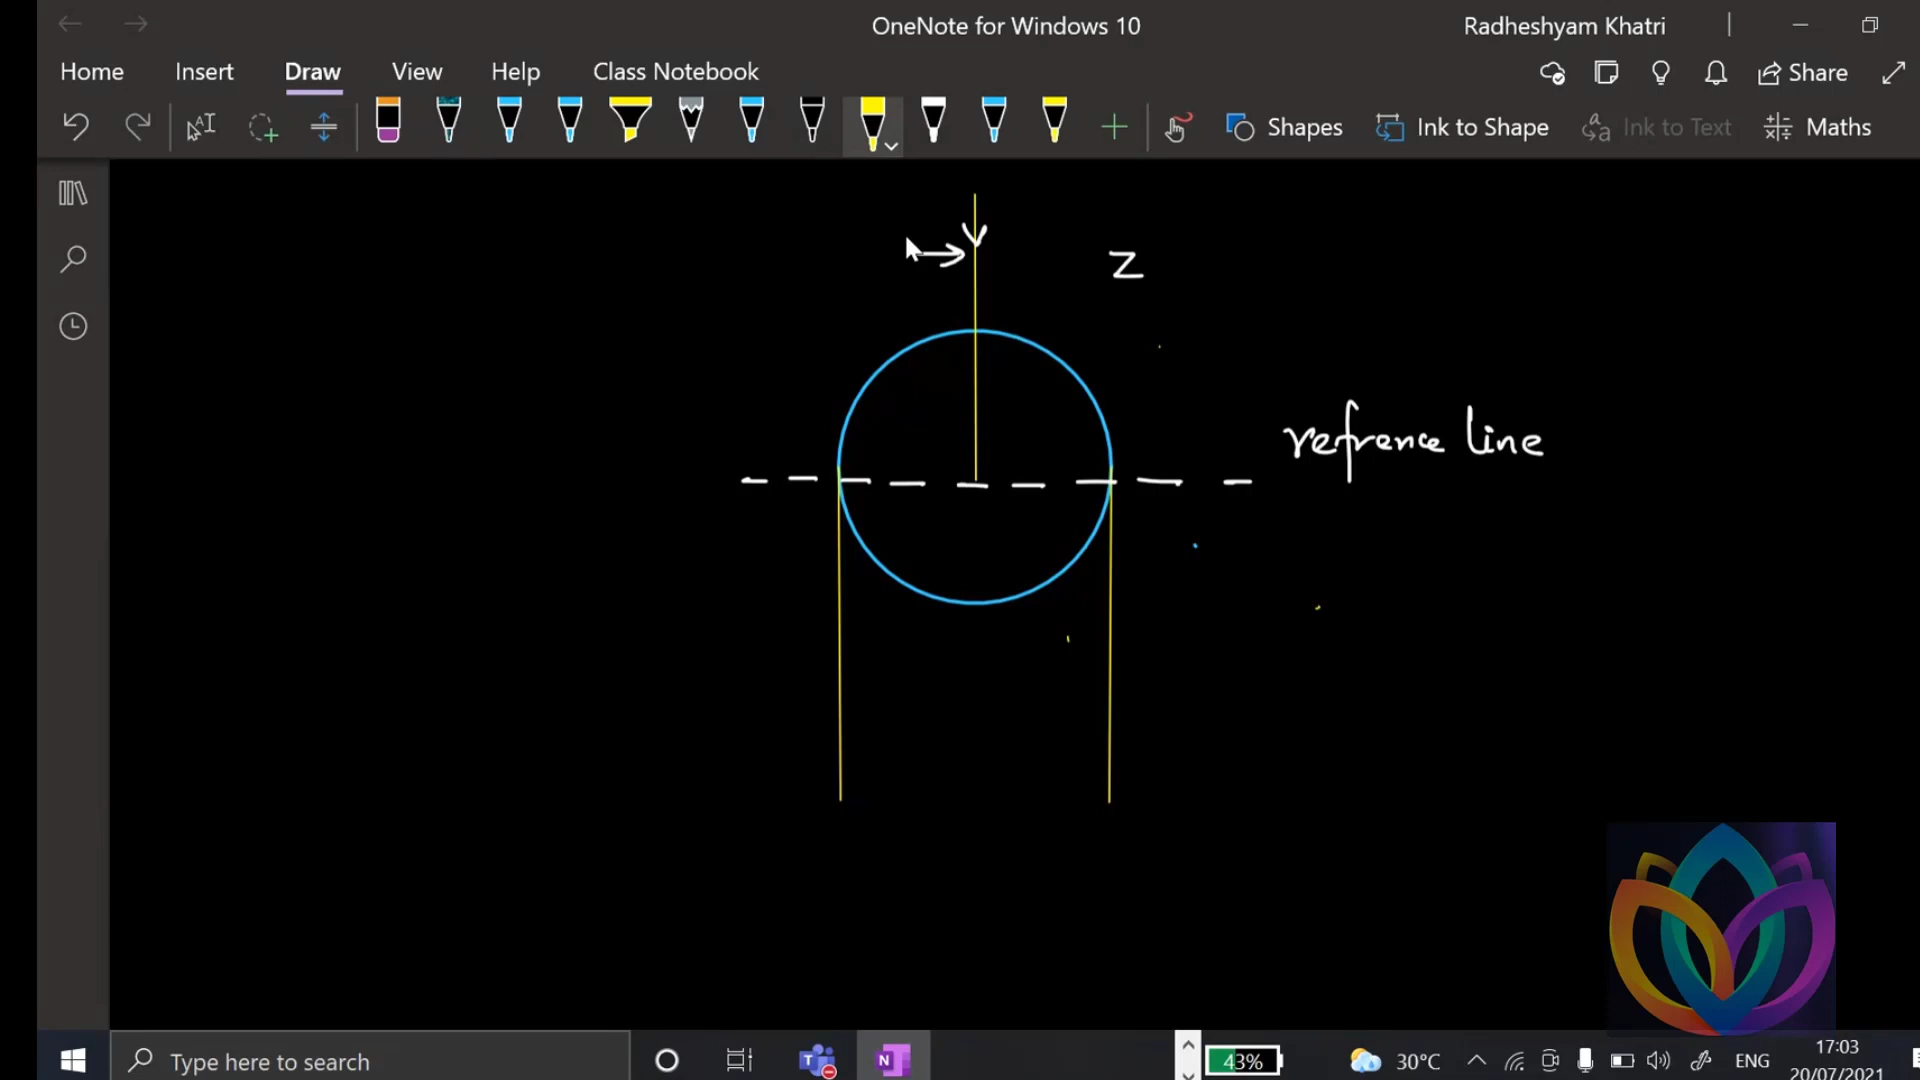 OneNote for Windows 10
Radheshyam Khatri
Home Insert Draw View Help Class Notebook
Share
Shapes Ink to Shape Ink to Text Maths
Z
refrence line
Type here to search
43%
30°C
ENG
17:03
20/07/2021